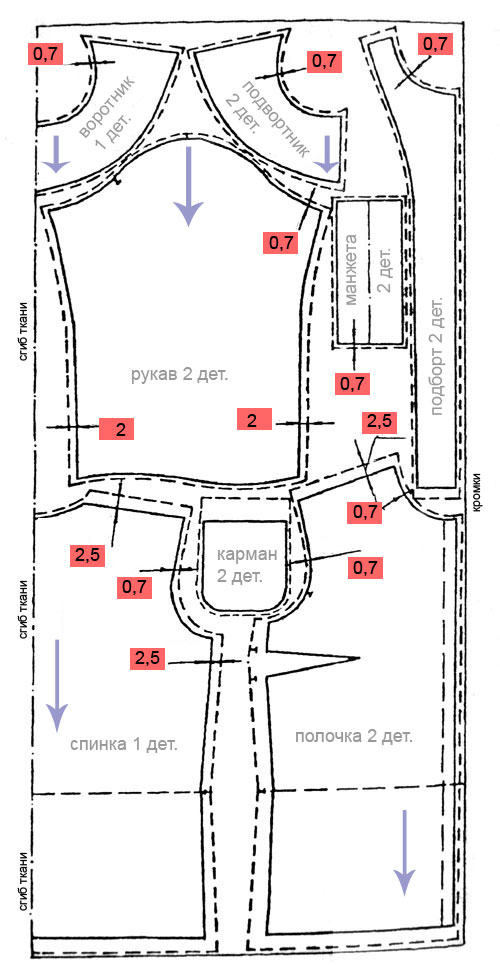 0,7
0,7
0,7
воротник
1 дет.
подвортник
2 дет.
0,7
манжета
2 дет.
сгиб ткани
подборт 2 дет.
рукав 2 дет.
0,7
2
2
2,5
кромки
0,7
2,5
карман
2 дет.
0,7
0,7
сгиб ткани
2,5
спинка 1 дет.
полочка 2 дет.
сгиб ткани